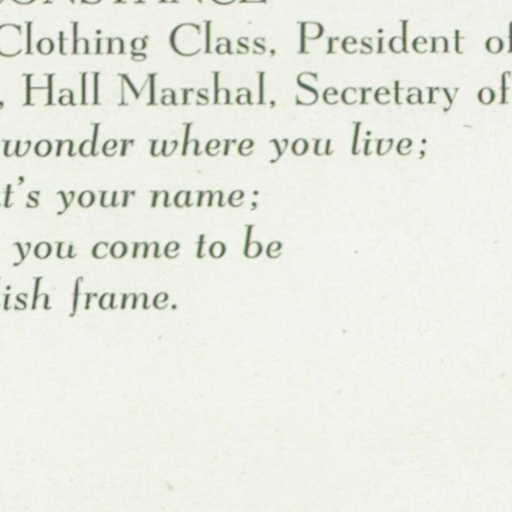 CONSTANCE
Clothing Class, President of
, Hall Marshal, Secretary of
wonder where you live;
t's your name;
you come to be
ish frame.